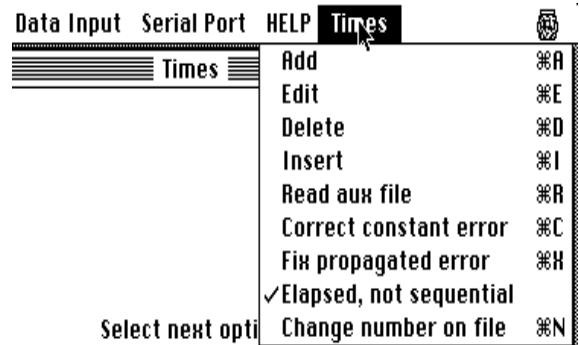 Data Input Serial Port HELP Times
Times
Add ⌘A
Edit ⌘E
Delete ⌘D
Insert ⌘I
Read aux file ⌘R
Correct constant error ⌘C
Fix propagated error ⌘X
✓Elapsed, not sequential
Change number on file ⌘N
Select next opti